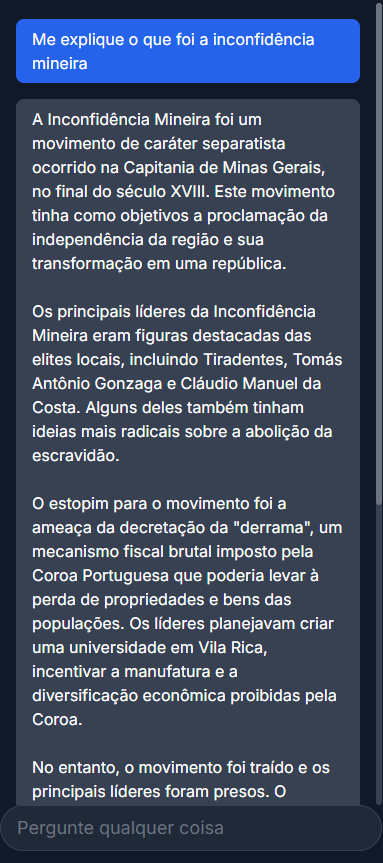 Me explique o que foi a inconfidência
mineira
A Inconfidência Mineira foi um
movimento de caráter separatista
ocorrido na Capitania de Minas Gerais,
no final do século XVIII. Este movimento
tinha como objetivos a proclamação da
independência da região e sua
transformação em uma república.
Os principais líderes da Inconfidência
Mineira eram figuras destacadas das
elites locais, incluindo Tiradentes, Tomás
Antônio Gonzaga e Cláudio Manuel da
Costa. Alguns deles também tinham
ideias mais radicais sobre a abolição da
escravidão.
O estopim para o movimento foi a
ameaça da decretação da "derrama", um
mecanismo fiscal brutal imposto pela
Coroa Portuguesa que poderia levar à
perda de propriedades e bens das
populações. Os líderes planejavam criar
uma universidade em Vila Rica,
incentivar a manufatura e a
diversificação econômica proibidas pela
Coroa.
No entanto, o movimento foi traído e os
principais líderes foram presos. O
Pergunte qualquer coisa